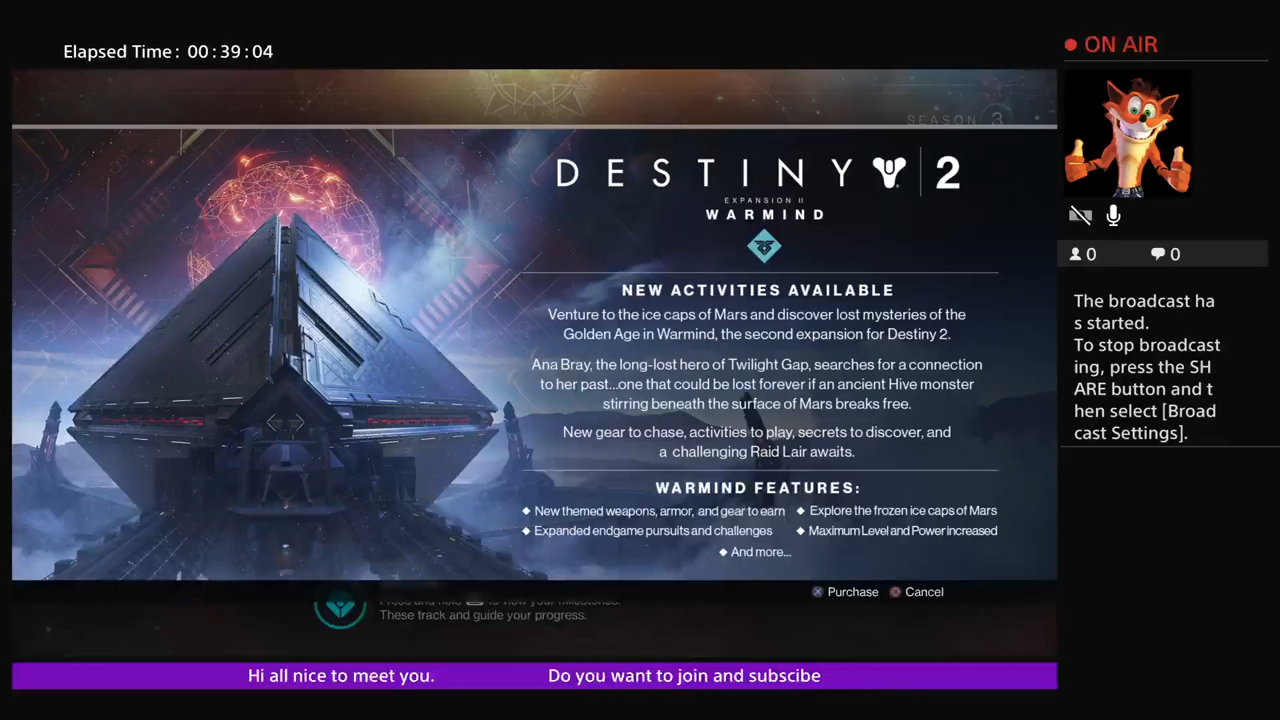 Elapsed Time: 00:39:04
ON AIR
SEASON 3
DESTINY 2
EXPANSION II
WARMIND
NEW ACTIVITIES AVAILABLE
Venture to the ice caps of Mars and discover lost mysteries of the
Golden Age in Warmind, the second expansion for Destiny 2.
Ana Bray, the long-lost hero of Twilight Gap, searches for a connection
to her past...one that could be lost forever if an ancient Hive monster
stirring beneath the surface of Mars breaks free.
New gear to chase, activities to play, secrets to discover, and
a challenging Raid Lair awaits.
WARMIND FEATURES:
◆ New themed weapons, armor, and gear to earn ◆ Explore the frozen ice caps of Mars
◆ Expanded endgame pursuits and challenges ◆ Maximum Level and Power increased
◆ And more...
Purchase Cancel
Press and hold to view your milestones.
These track and guide your progress.
0 0
The broadcast ha
s started.
To stop broadcast
ing, press the SH
ARE button and t
hen select [Broad
cast Settings].
Hi all nice to meet you. Do you want to join and subscibe